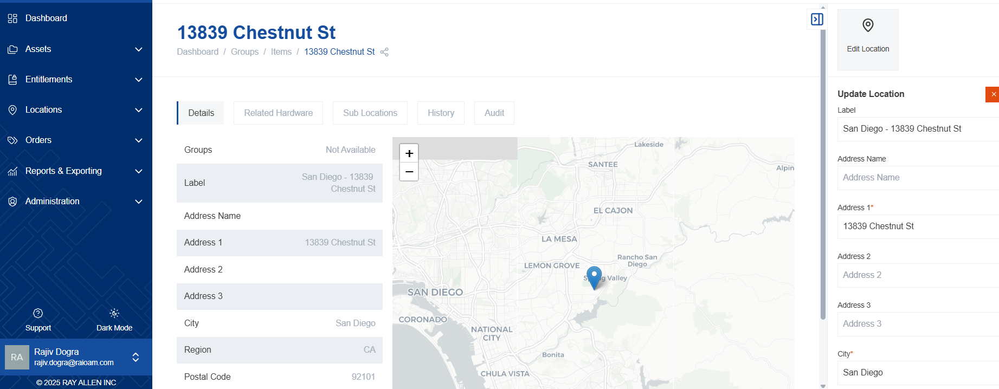 Dashboard
Assets
Entitlements
Locations
Orders
Reports & Exporting
Administration
Support
Dark Mode
RA
Rajiv Dogra
rajiv.dogra@raioam.com
© 2025 RAY ALLEN INC
13839 Chestnut St
Dashboard / Groups / Items / 13839 Chestnut St
Details
Related Hardware
Sub Locations
History
Audit
Groups Not Available
Label San Diego - 13839
Chestnut St
Address Name
Address 1 13839 Chestnut St
Address 2
Address 3
City San Diego
Region CA
Postal Code 92101
+
−
Lakeside
SANTEE
Alpin
EL CAJON
LA MESA
Rancho San
Diego
LEMON GROVE
Spring Valley
SAN DIEGO
CORONADO
NATIONAL
CITY
Bonita
CHULA VISTA
Edit Location
Update Location
×
Label
San Diego - 13839 Chestnut St
Address Name
Address Name
Address 1*
13839 Chestnut St
Address 2
Address 2
Address 3
Address 3
City*
San Diego